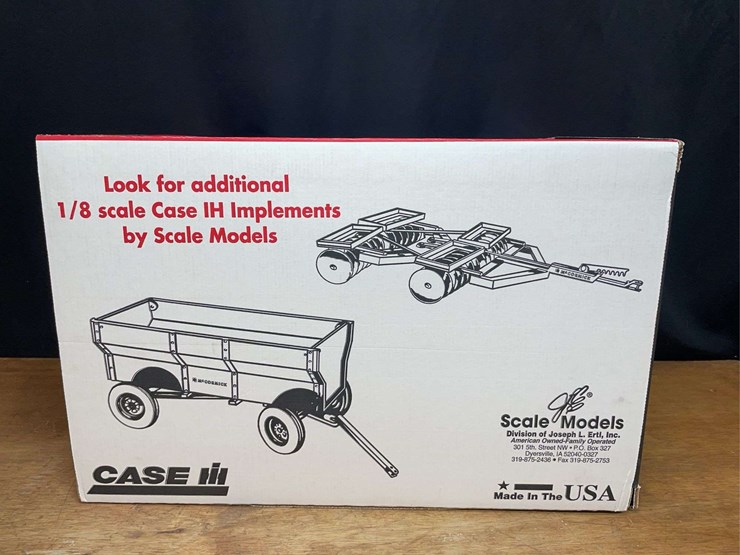 Look for additional
1/8 scale Case IH Implements
by Scale Models
McCORMICK
McCORMICK
CASE IH
JLE®
Scale Models
Division of Joseph L. Ertl, Inc.
American Owned-Family Operated
301 5th. Street NW • P.O. Box 327
Dyersville, IA 52040-0327
319-875-2436 • Fax 319-875-2753
Made In The USA